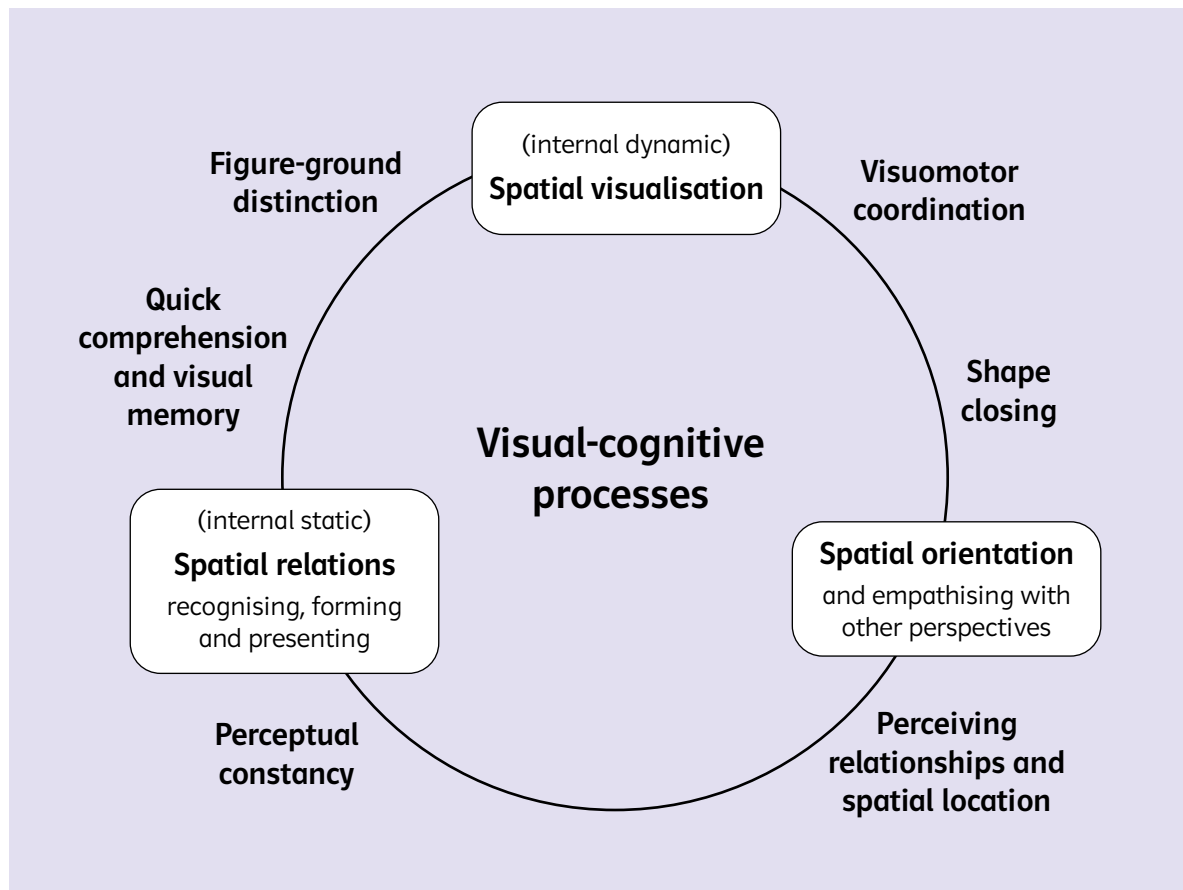 (internal dynamic)
Spatial visualisation
Figure-ground
distinction
Visuomotor
coordination
Quick
comprehension
and visual
memory
Shape
closing
Visual-cognitive
processes
(internal static)
Spatial relations
recognising, forming
and presenting
Spatial orientation
and empathising with
other perspectives
Perceptual
constancy
Perceiving
relationships and
spatial location